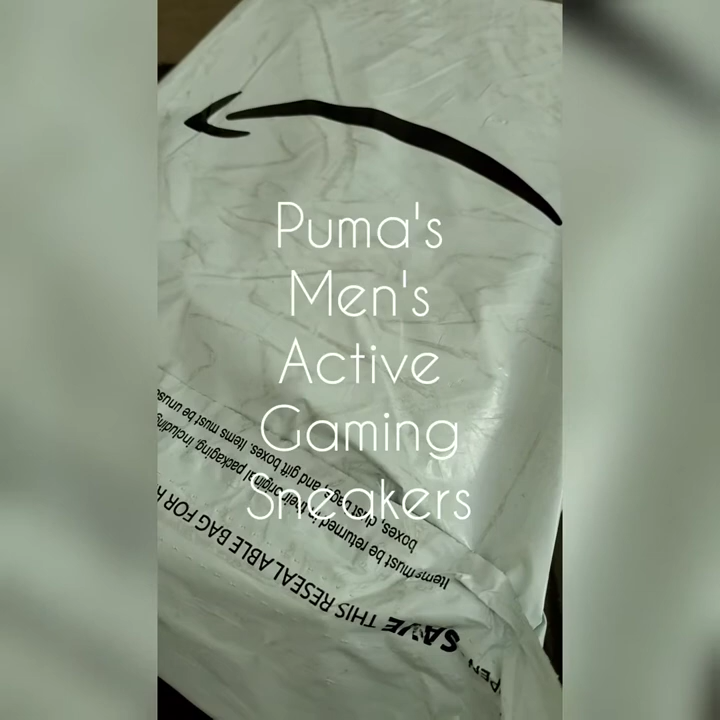 Puma's
Men's
Active
Gaming
Sneakers
OPEN
SAVE THIS RESEALABLE BAG FOR
Items must be returned in their original packaging, including
boxes, dust bags, and gift boxes. Items must be